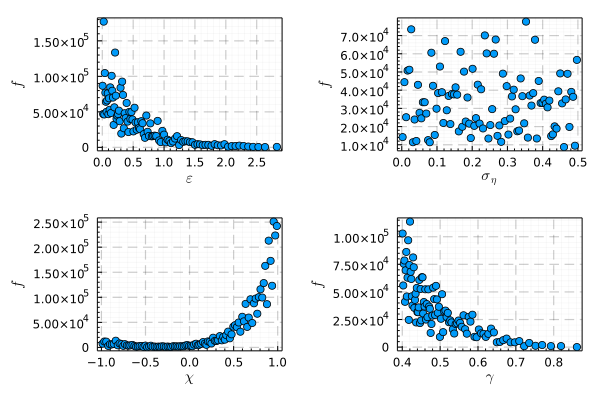 1.50×10⁵
1.00×10⁵
5.00×10⁴
0
f
0.0 0.5 1.0 1.5 2.0 2.5
ε
7.0×10⁴
6.0×10⁴
5.0×10⁴
4.0×10⁴
3.0×10⁴
2.0×10⁴
1.0×10⁴
f
0.0 0.1 0.2 0.3 0.4 0.5
σ_η
2.50×10⁵
2.00×10⁵
1.50×10⁵
1.00×10⁵
5.00×10⁴
0
f
−1.0 −0.5 0.0 0.5 1.0
χ
1.00×10⁵
7.50×10⁴
5.00×10⁴
2.50×10⁴
0
f
0.4 0.5 0.6 0.7 0.8
γ